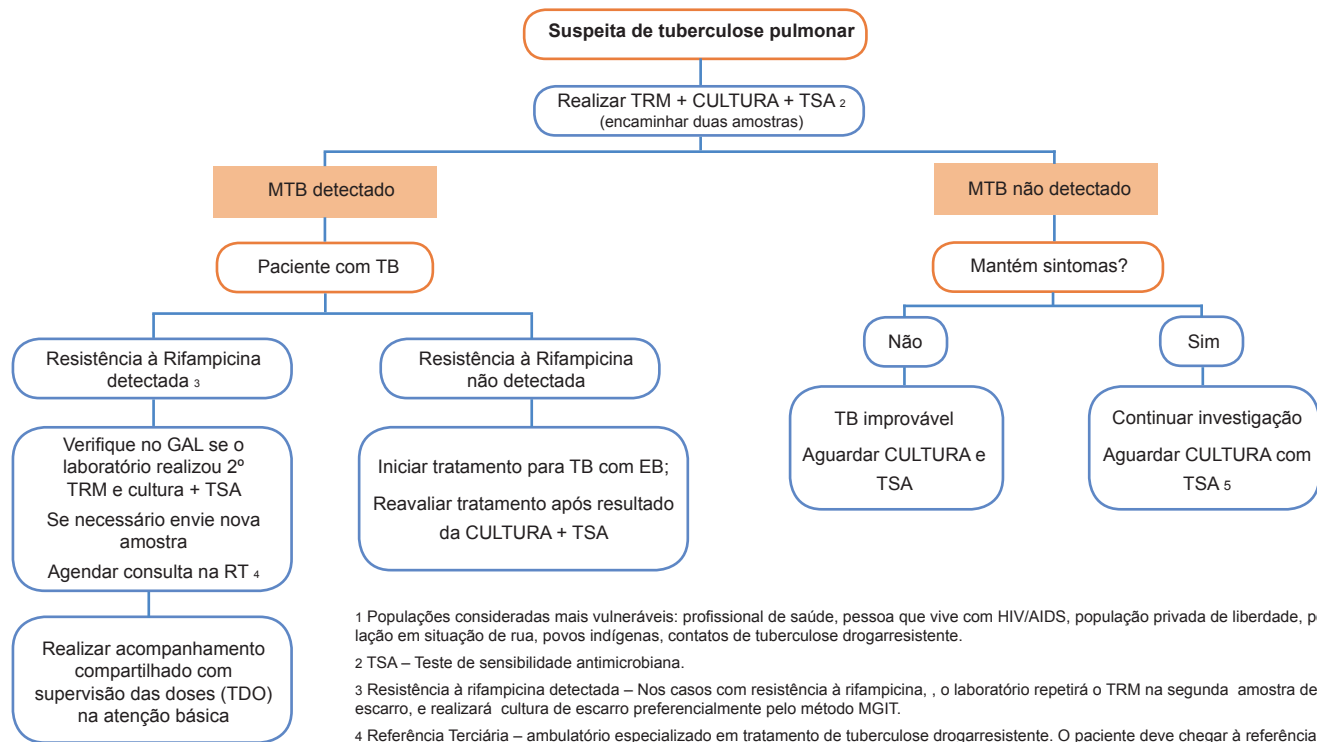 Suspeita de tuberculose pulmonar
Realizar TRM + CULTURA + TSA 2
(encaminhar duas amostras)
MTB detectado
MTB não detectado
Paciente com TB
Mantém sintomas?
Resistência à Rifampicina
detectada 3
Resistência à Rifampicina
não detectada
Não
Sim
Verifique no GAL se o
laboratório realizou 2º
TRM e cultura + TSA
Se necessário envie nova
amostra
Agendar consulta na RT 4
Iniciar tratamento para TB com EB;
Reavaliar tratamento após resultado
da CULTURA + TSA
TB improvável
Aguardar CULTURA e
TSA
Continuar investigação
Aguardar CULTURA com
TSA 5
Realizar acompanhamento
compartilhado com
supervisão das doses (TDO)
na atenção básica
1 Populações consideradas mais vulneráveis: profissional de saúde, pessoa que vive com HIV/AIDS, população privada de liberdade,
lação em situação de rua, povos indígenas, contatos de tuberculose drogarresistente.
2 TSA – Teste de sensibilidade antimicrobiana.
3 Resistência à rifampicina detectada – Nos casos com resistência à rifampicina, , o laboratório repetirá o TRM na segunda amostra de
escarro, e realizará cultura de escarro preferencialmente pelo método MGIT.
4 Referência Terciária – ambulatório especializado em tratamento de tuberculose drogarresistente. O paciente deve chegar à referência